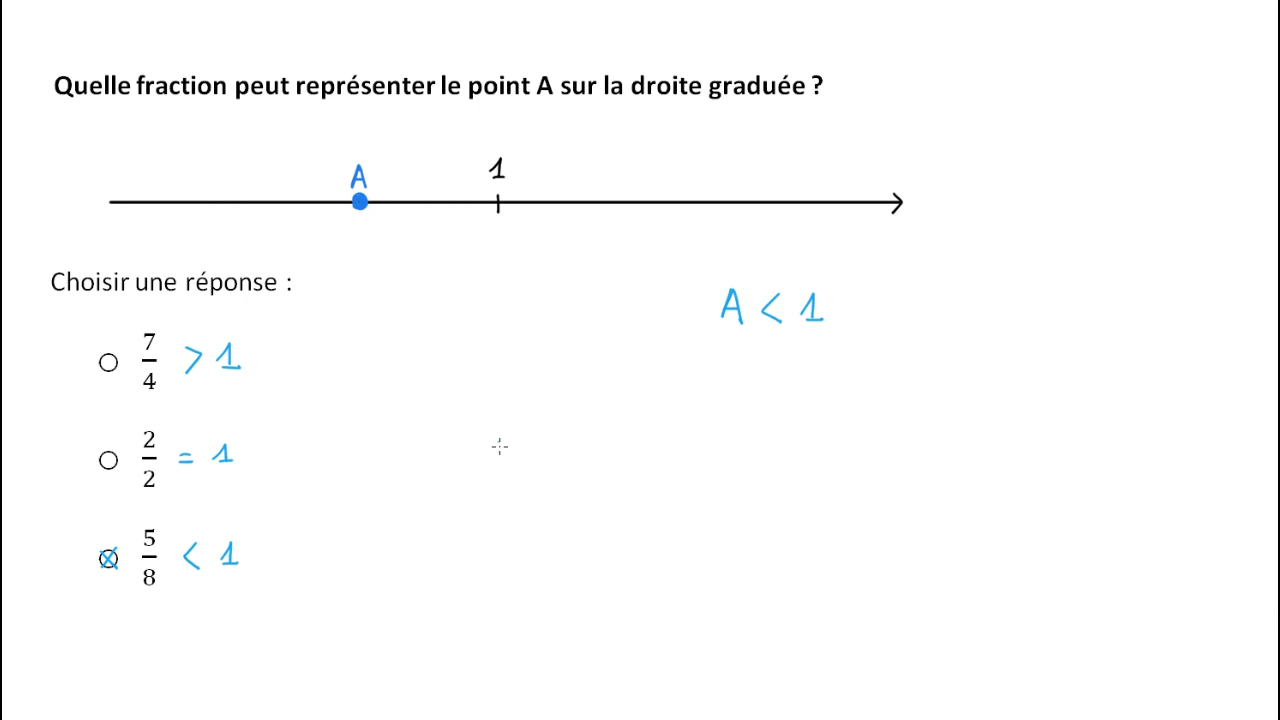 Quelle fraction peut représenter le point A sur la droite graduée ?
A 1
Choisir une réponse :
A < 1
7/4 > 1
2/2 = 1
5/8 < 1